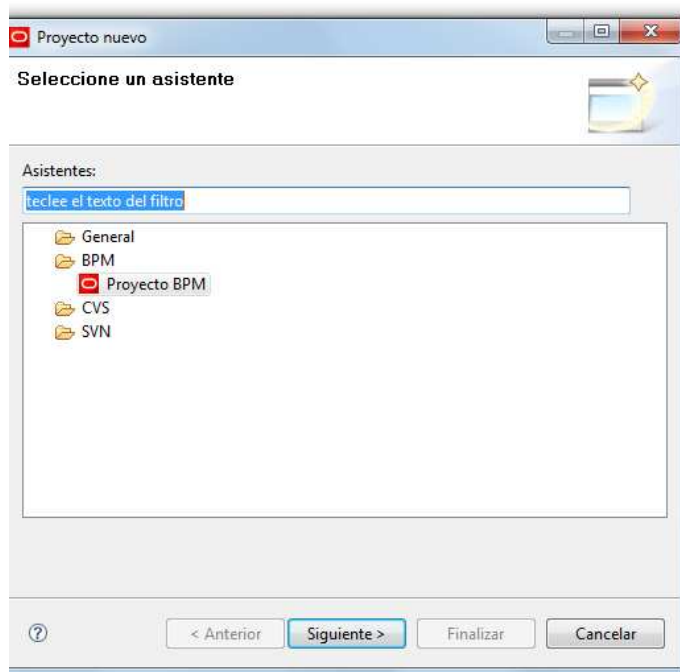 Proyecto nuevo
Seleccione un asistente
Asistentes:
teclee el texto del filtro
General
BPM
Proyecto BPM
CVS
SVN
< Anterior
Siguiente >
Finalizar
Cancelar